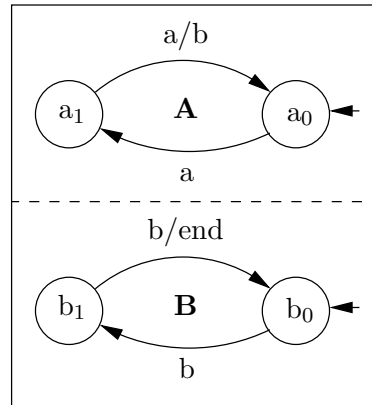 a/b
a₁ A a₀
a
b/end
b₁ B b₀
b